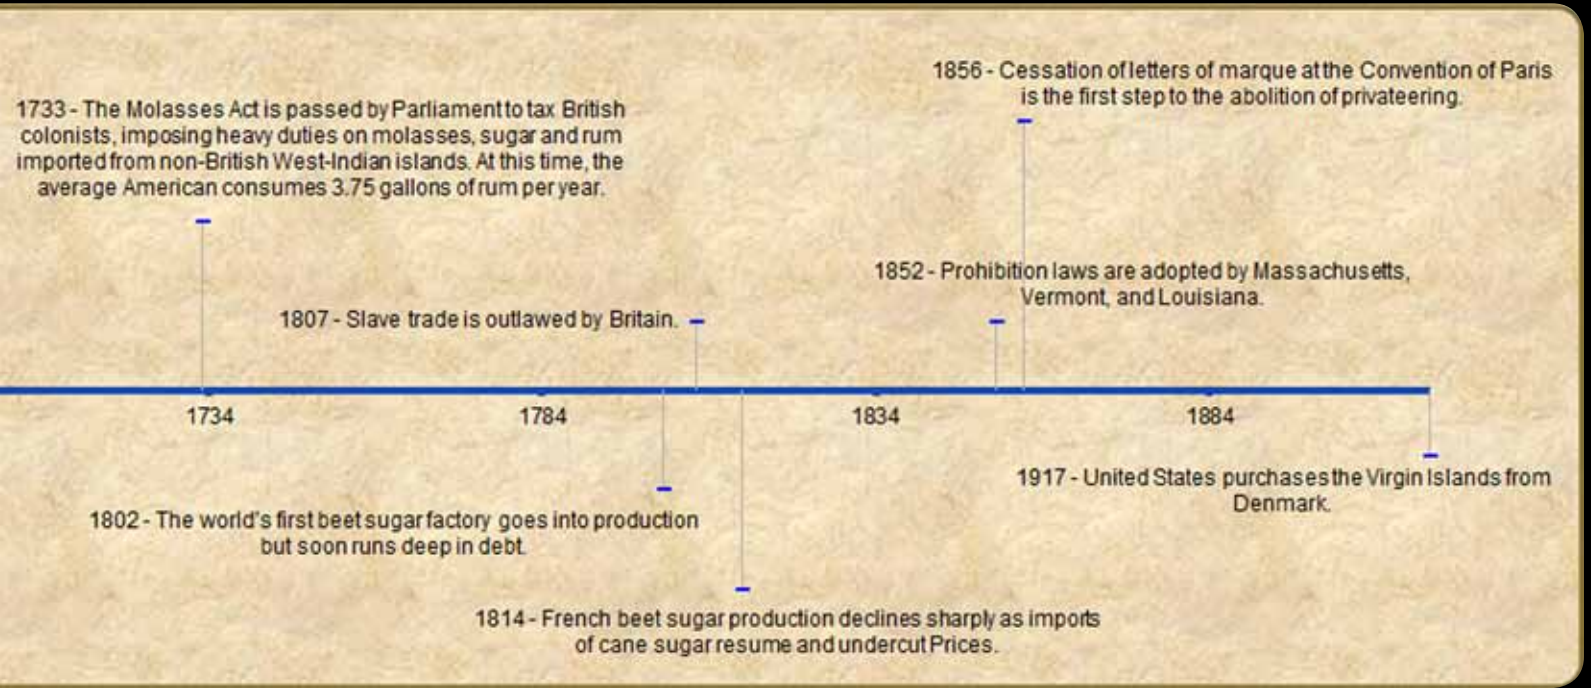 1856 - Cessation of letters of marque at the Convention of Paris
is the first step to the abolition of privateering.
1733 - The Molasses Act is passed by Parliament to tax British
colonists, imposing heavy duties on molasses, sugar and rum
imported from non-British West-Indian islands. At this time, the
average American consumes 3.75 gallons of rum per year.
1852 - Prohibition laws are adopted by Massachusetts,
Vermont, and Louisiana.
1807 - Slave trade is outlawed by Britain.
1734
1784
1834
1884
1917 - United States purchases the Virgin Islands from
Denmark.
1802 - The world's first beet sugar factory goes into production
but soon runs deep in debt.
1814 - French beet sugar production declines sharply as imports
of cane sugar resume and undercut Prices.